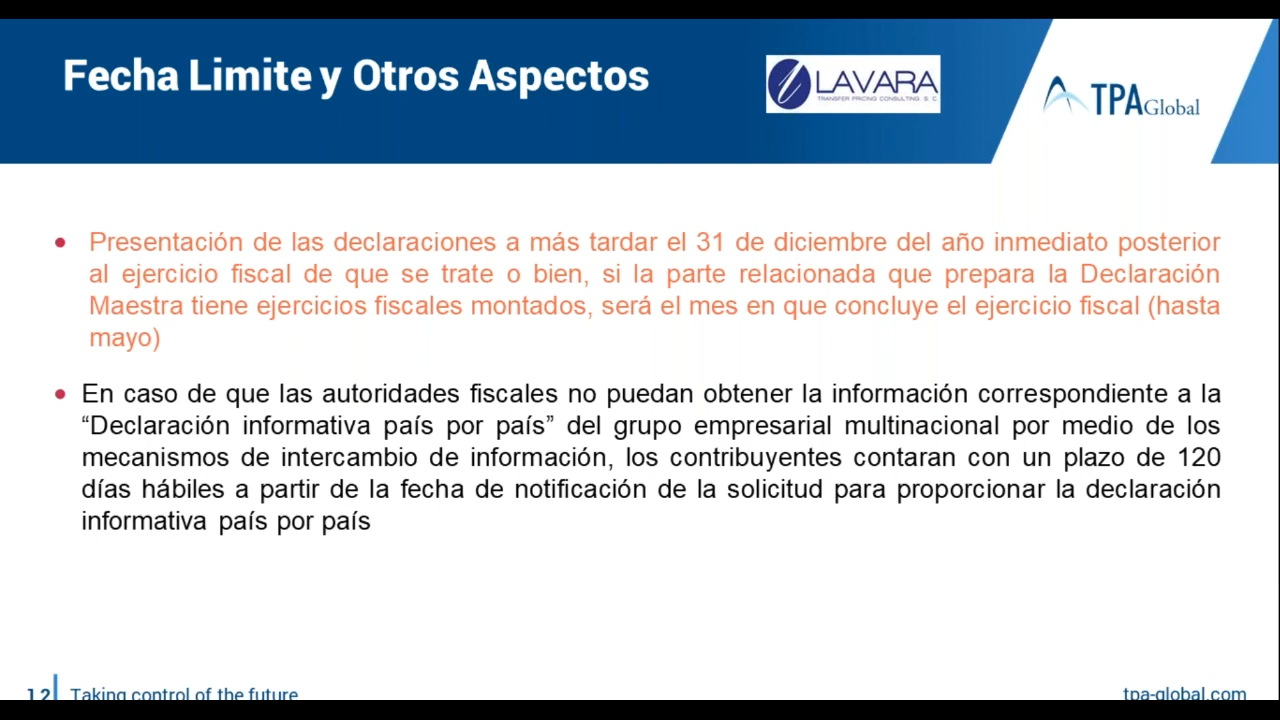 Fecha Limite y Otros Aspectos
LAVARA
TRANSFER PRICING CONSULTING, S. C.
TPAGlobal
Presentación de las declaraciones a más tardar el 31 de diciembre del año inmediato posterior
al ejercicio fiscal de que se trate o bien, si la parte relacionada que prepara la Declaración
Maestra tiene ejercicios fiscales montados, será el mes en que concluye el ejercicio fiscal (hasta
mayo)
En caso de que las autoridades fiscales no puedan obtener la información correspondiente a la
“Declaración informativa país por país” del grupo empresarial multinacional por medio de los
mecanismos de intercambio de información, los contribuyentes contaran con un plazo de 120
días hábiles a partir de la fecha de notificación de la solicitud para proporcionar la declaración
informativa país por país
12
Taking control of the future
tpa-global.com